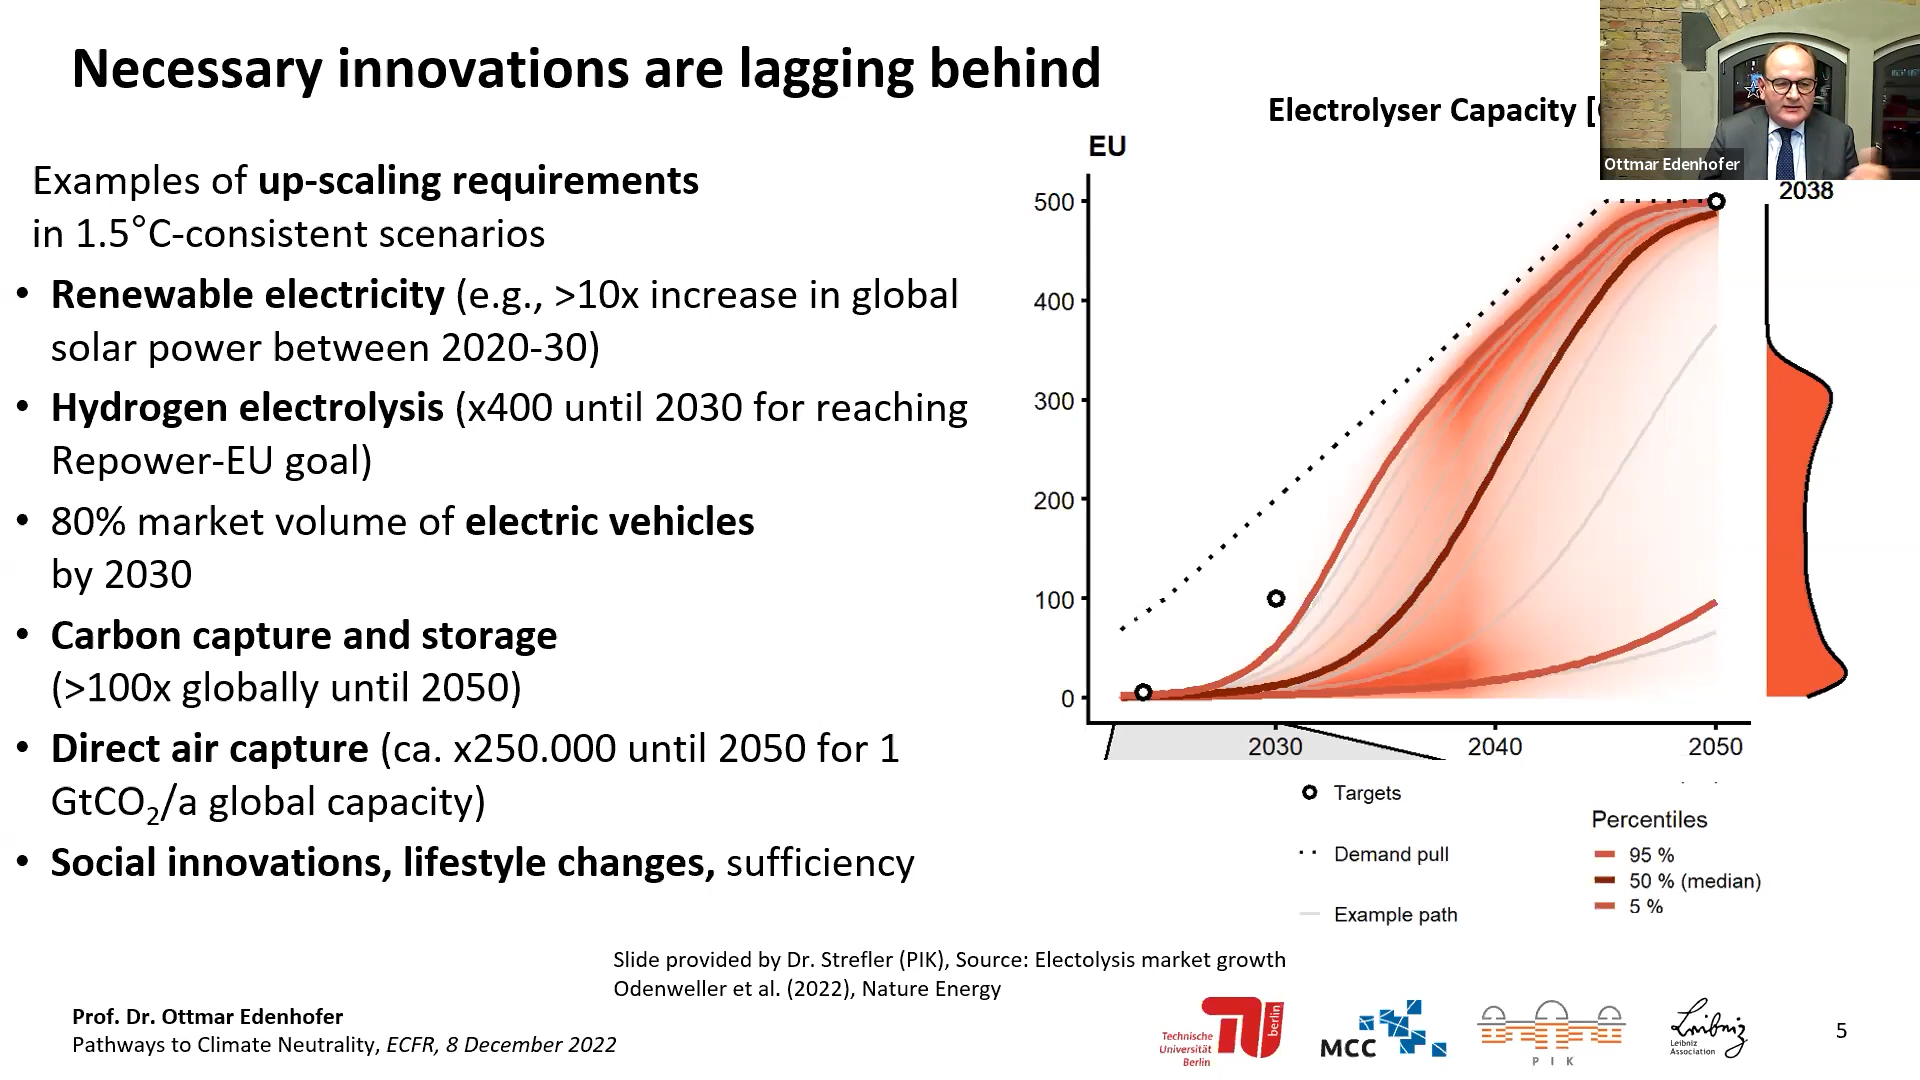 Necessary innovations are lagging behind
Examples of up-scaling requirements
in 1.5°C-consistent scenarios
• Renewable electricity (e.g., >10x increase in global
solar power between 2020-30)
• Hydrogen electrolysis (x400 until 2030 for reaching
Repower-EU goal)
• 80% market volume of electric vehicles
by 2030
• Carbon capture and storage
(>100x globally until 2050)
• Direct air capture (ca. x250.000 until 2050 for 1
GtCO₂/a global capacity)
• Social innovations, lifestyle changes, sufficiency
Electrolyser Capacity [
EU
500
400
300
200
100
0
2030 2040 2050
2038
Ottmar Edenhofer
Targets
Demand pull
Example path
Percentiles
95 %
50 % (median)
5 %
Slide provided by Dr. Strefler (PIK), Source: Electolysis market growth
Odenweller et al. (2022), Nature Energy
Prof. Dr. Ottmar Edenhofer
Pathways to Climate Neutrality, ECFR, 8 December 2022
Technische
Universität
Berlin
berlin
MCC
P I K
Leibniz
Leibniz
Association
5